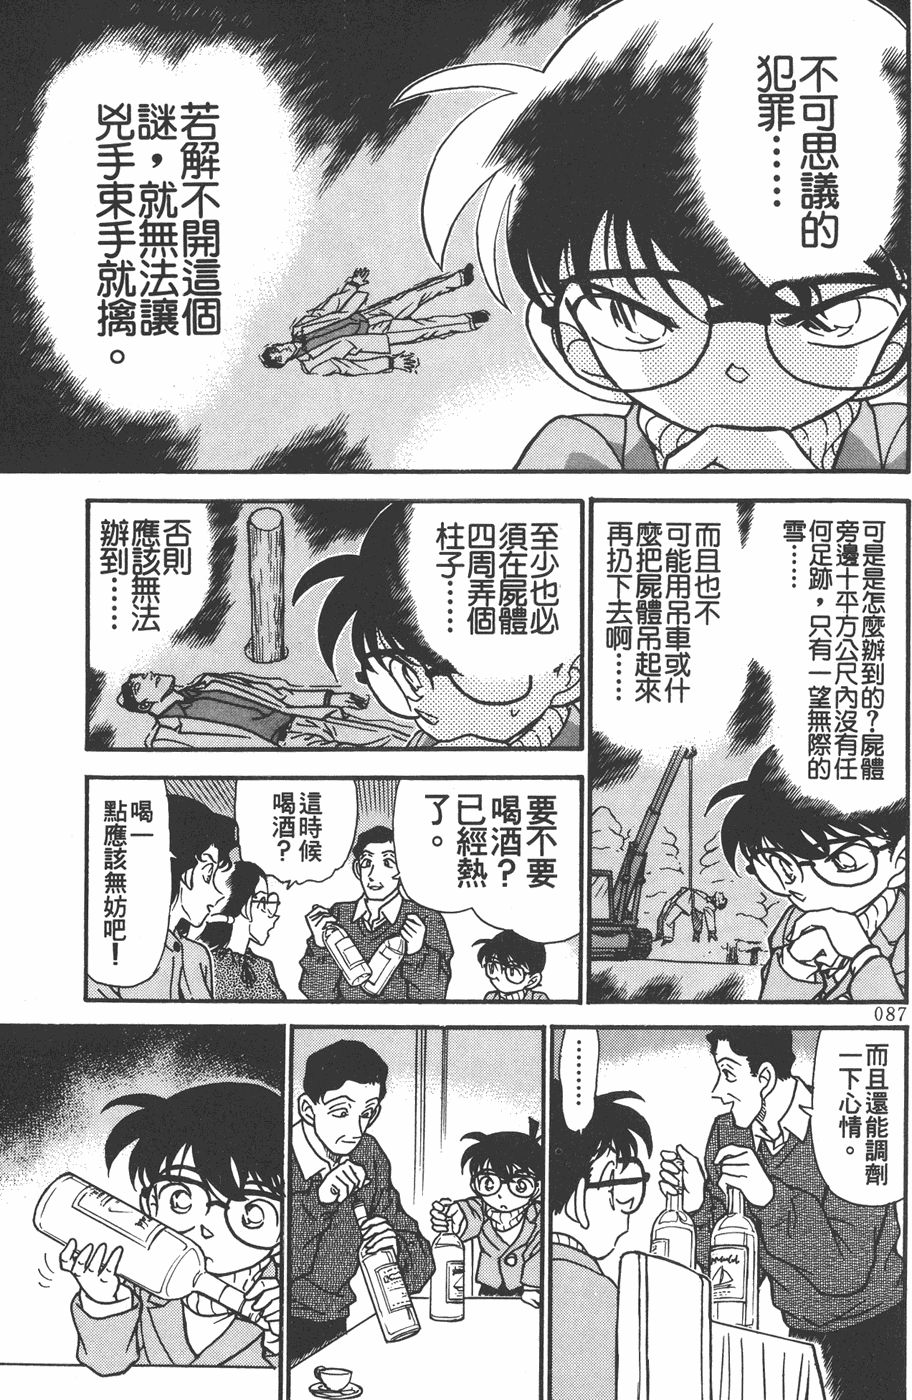 不可思議的
犯罪……
若解不開這個
謎，就無法讓
兇手束手就擒。
可是是怎麼辦到的？屍體
旁邊十平方公尺內沒有任
何足跡，只有一望無際的
雪……
而且也不
可能用吊車或什
麼把屍體吊起來
再扔下去啊……
至少也必
須在屍體
四周弄個
柱子……
否則
應該無法
辦到……
要不要
喝酒？
已經熱
了。
這時候
喝酒？
喝一
點應該無妨吧！
087
而且還能調劑
一下心情。
………